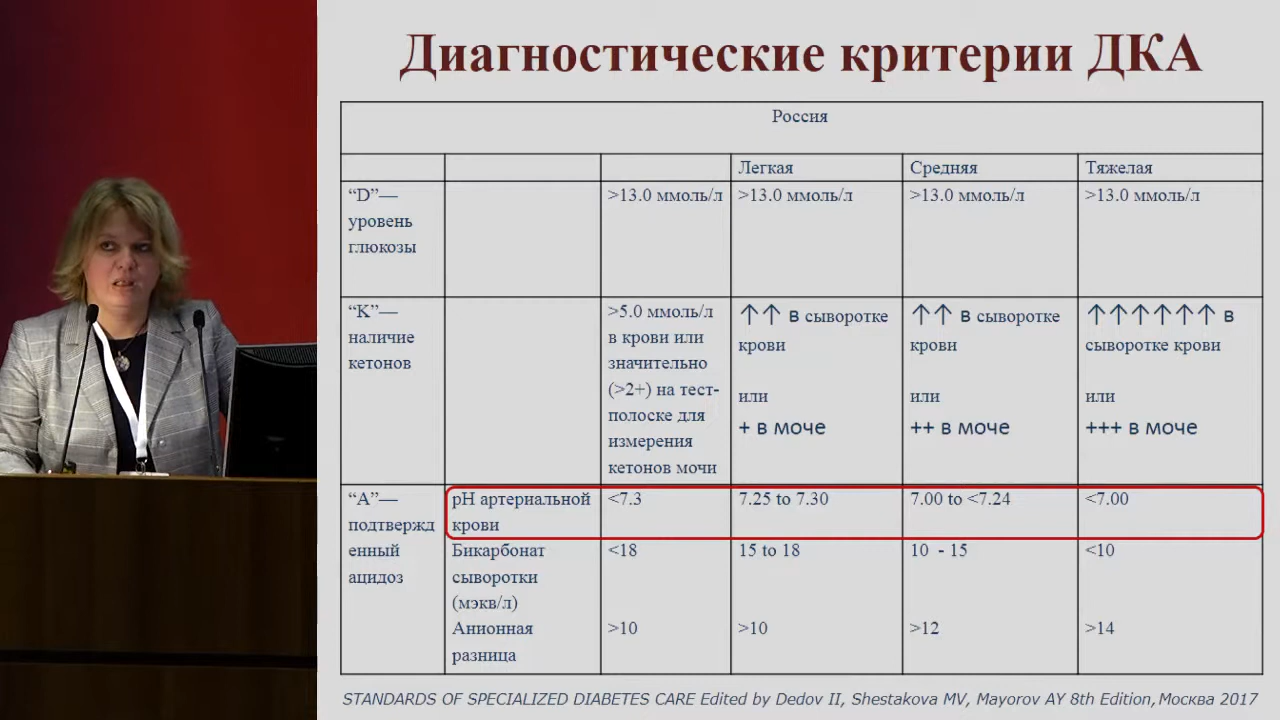 Диагностические критерии ДКА
Россия
Легкая
Средняя
Тяжелая
“D”—
уровень
глюкозы
>13.0 ммоль/л
>13.0 ммоль/л
>13.0 ммоль/л
>13.0 ммоль/л
“K”—
наличие
кетонов
>5.0 ммоль/л
в крови или
значительно
(>2+) на тест-
полоске для
измерения
кетонов мочи
↑↑ в сыворотке
крови
или
+ в моче
↑↑ в сыворотке
крови
или
++ в моче
↑↑↑↑↑↑ в
сыворотке крови
или
+++ в моче
“A”—
подтвержд
енный
ацидоз
pH артериальной
крови
<7.3
7.25 to 7.30
7.00 to <7.24
<7.00
Бикарбонат
сыворотки
(мэкв/л)
<18
15 to 18
10 - 15
<10
Анионная
разница
>10
>10
>12
>14
STANDARDS OF SPECIALIZED DIABETES CARE Edited by Dedov II, Shestakova MV, Mayorov AY 8th Edition, Москва 2017